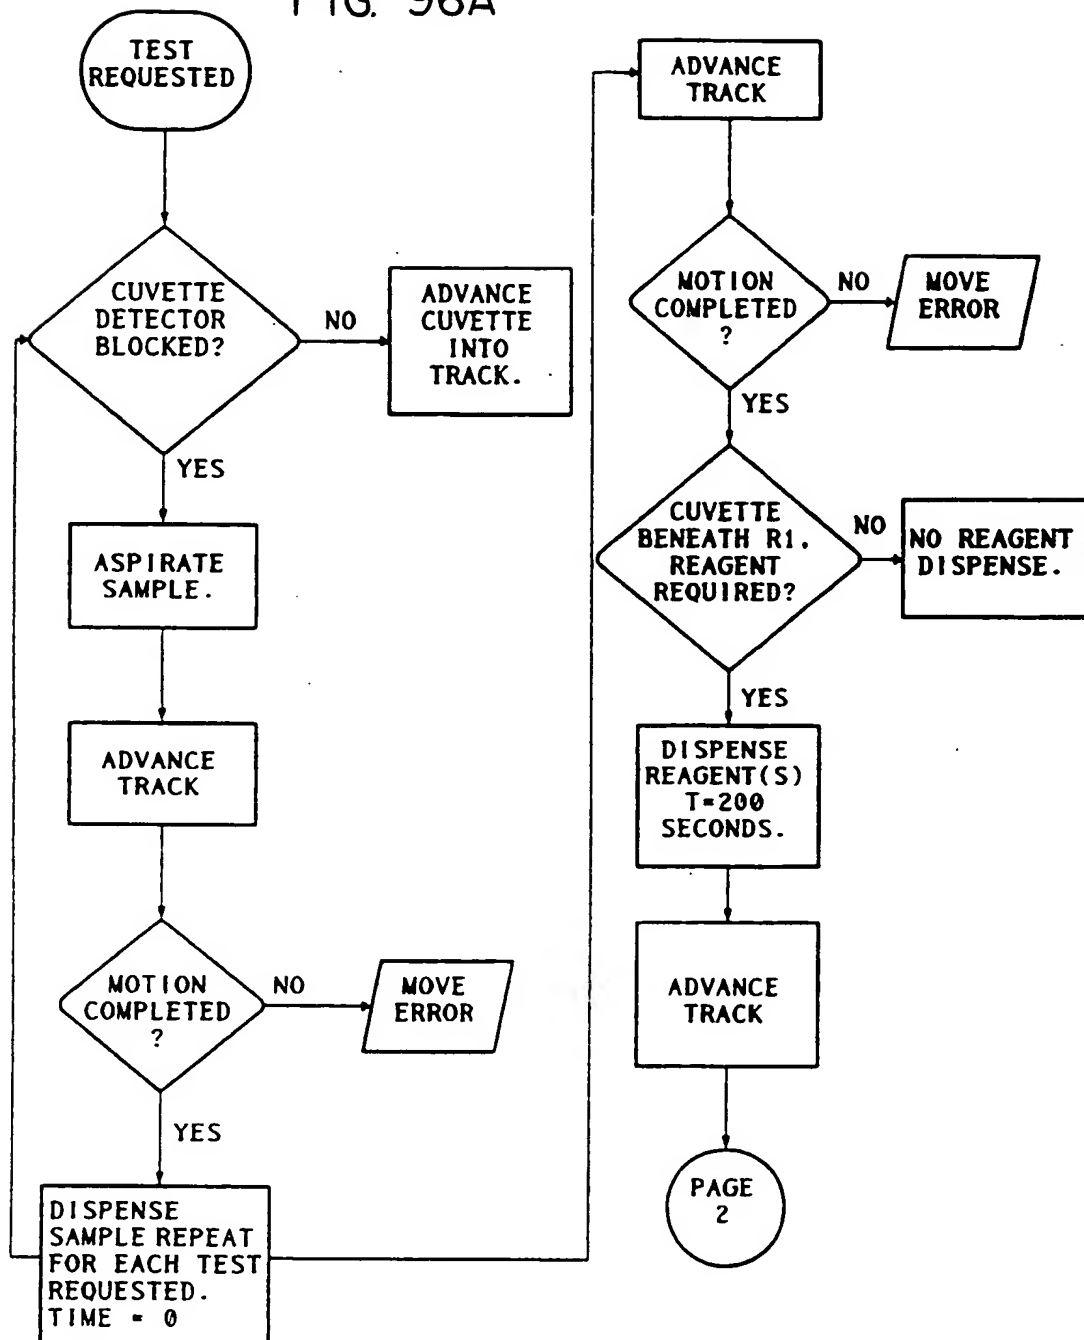 FIG. 96A
TEST
REQUESTED
CUVETTE
DETECTOR
BLOCKED?
NO
ADVANCE
CUVETTE
INTO
TRACK.
YES
ASPIRATE
SAMPLE.
ADVANCE
TRACK
MOTION
COMPLETED
?
NO
MOVE
ERROR
YES
DISPENSE
SAMPLE REPEAT
FOR EACH TEST
REQUESTED.
TIME = 0
ADVANCE
TRACK
MOTION
COMPLETED
?
NO
MOVE
ERROR
YES
CUVETTE
BENEATH R1.
REAGENT
REQUIRED?
NO
NO REAGENT
DISPENSE.
YES
DISPENSE
REAGENT(S)
T=200
SECONDS.
ADVANCE
TRACK
PAGE
2